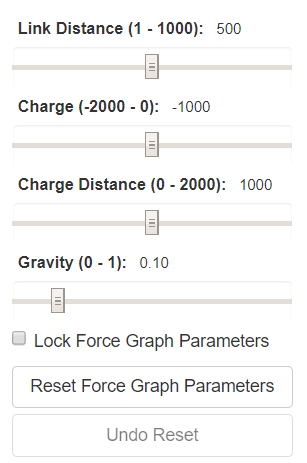 Link Distance (1 - 1000): 500
Charge (-2000 - 0): -1000
Charge Distance (0 - 2000): 1000
Gravity (0 - 1): 0.10
Lock Force Graph Parameters
Reset Force Graph Parameters
Undo Reset